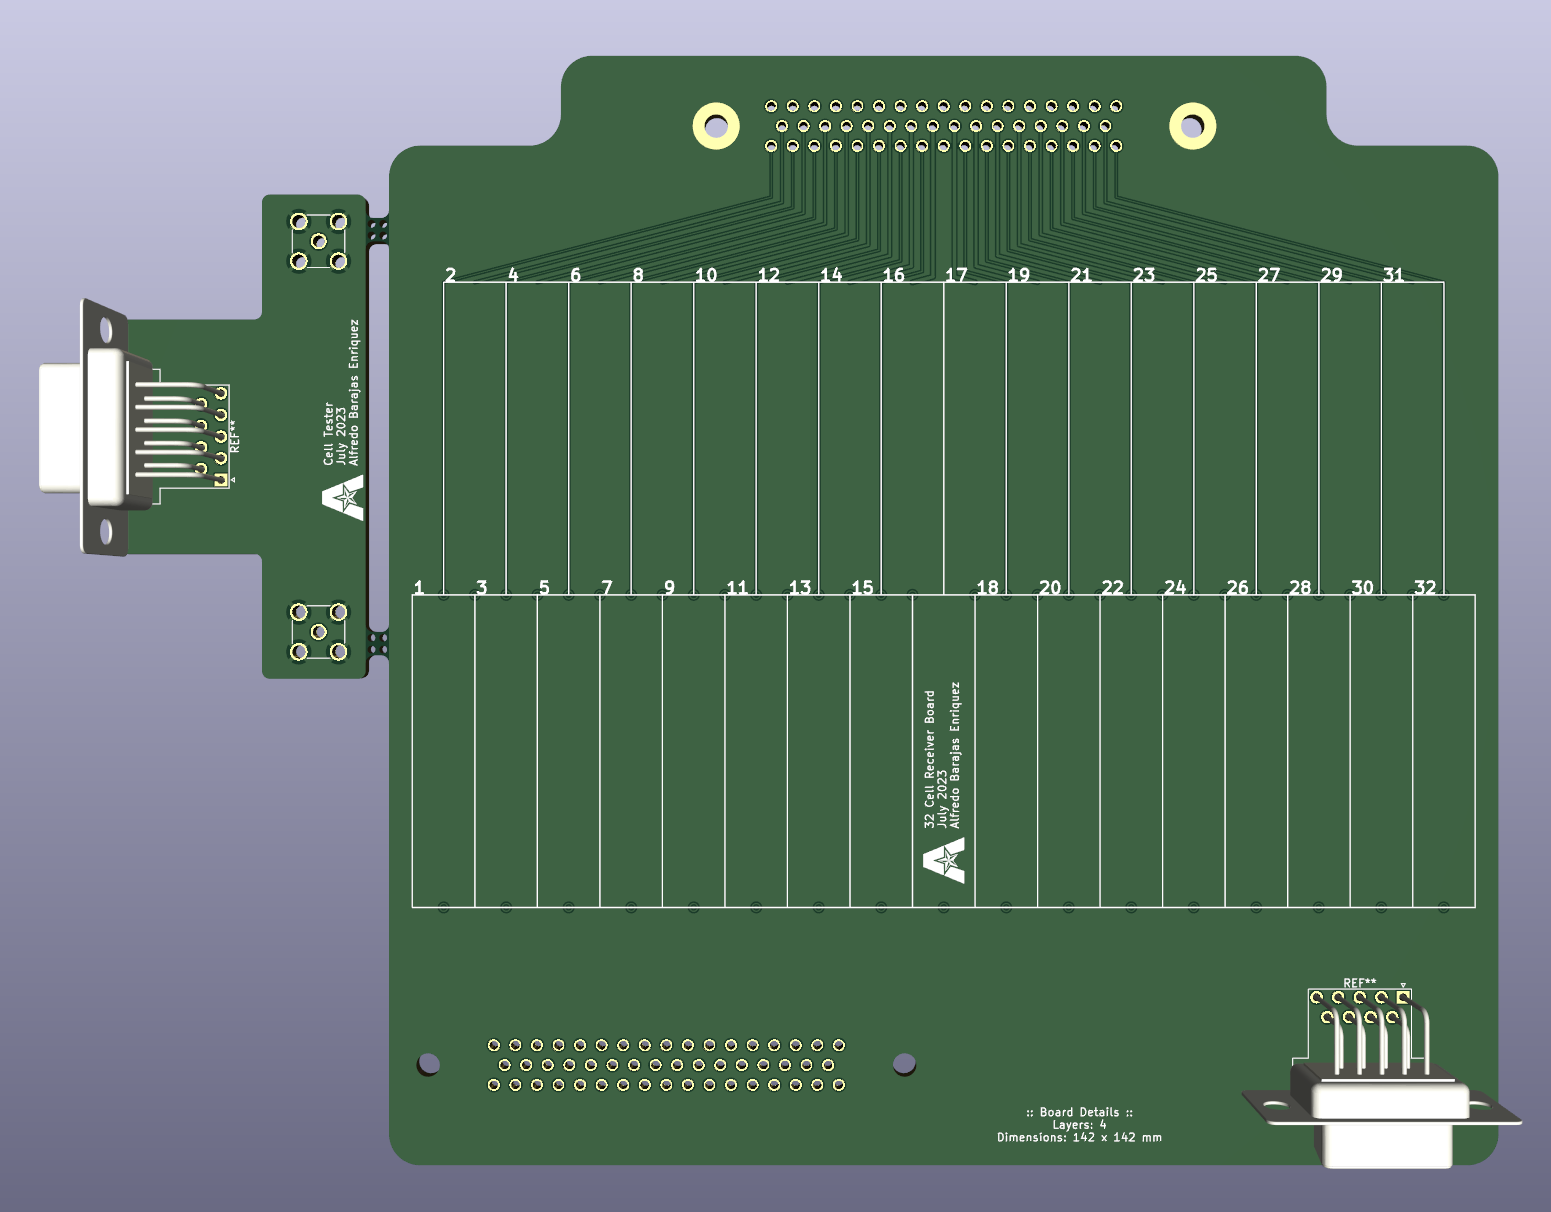 2 4 6 8 10 12 14 16 17 19 21 23 25 27 29 31
Cell Tester
July 2023
Alfredo Barajas Enriquez
REF**
1 3 5 7 9 11 13 15 18 20 22 24 26 28 30 32
32 Cell Receiver Board
July 2023
Alfredo Barajas Enriquez
REF**
:: Board Details ::
Layers: 4
Dimensions: 142 x 142 mm